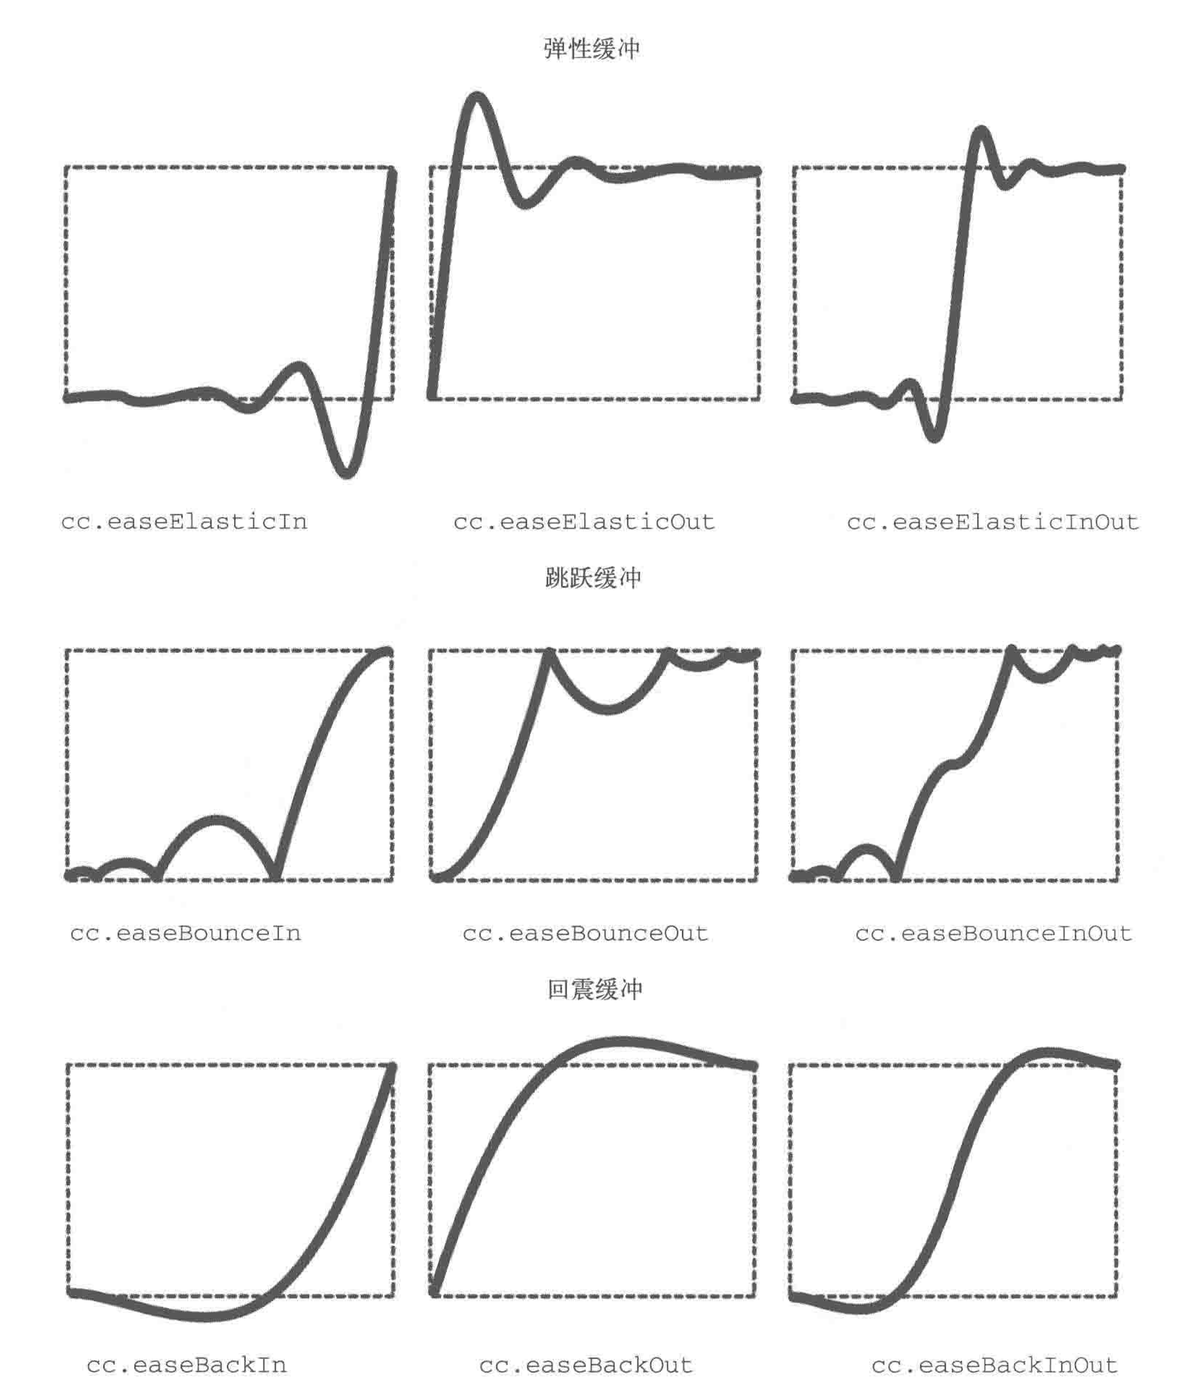 弹性缓冲
cc.easeElasticIn cc.easeElasticOut cc.easeElasticInOut
跳跃缓冲
cc.easeBounceIn cc.easeBounceOut cc.easeBounceInOut
回震缓冲
cc.easeBackIn cc.easeBackOut cc.easeBackInOut